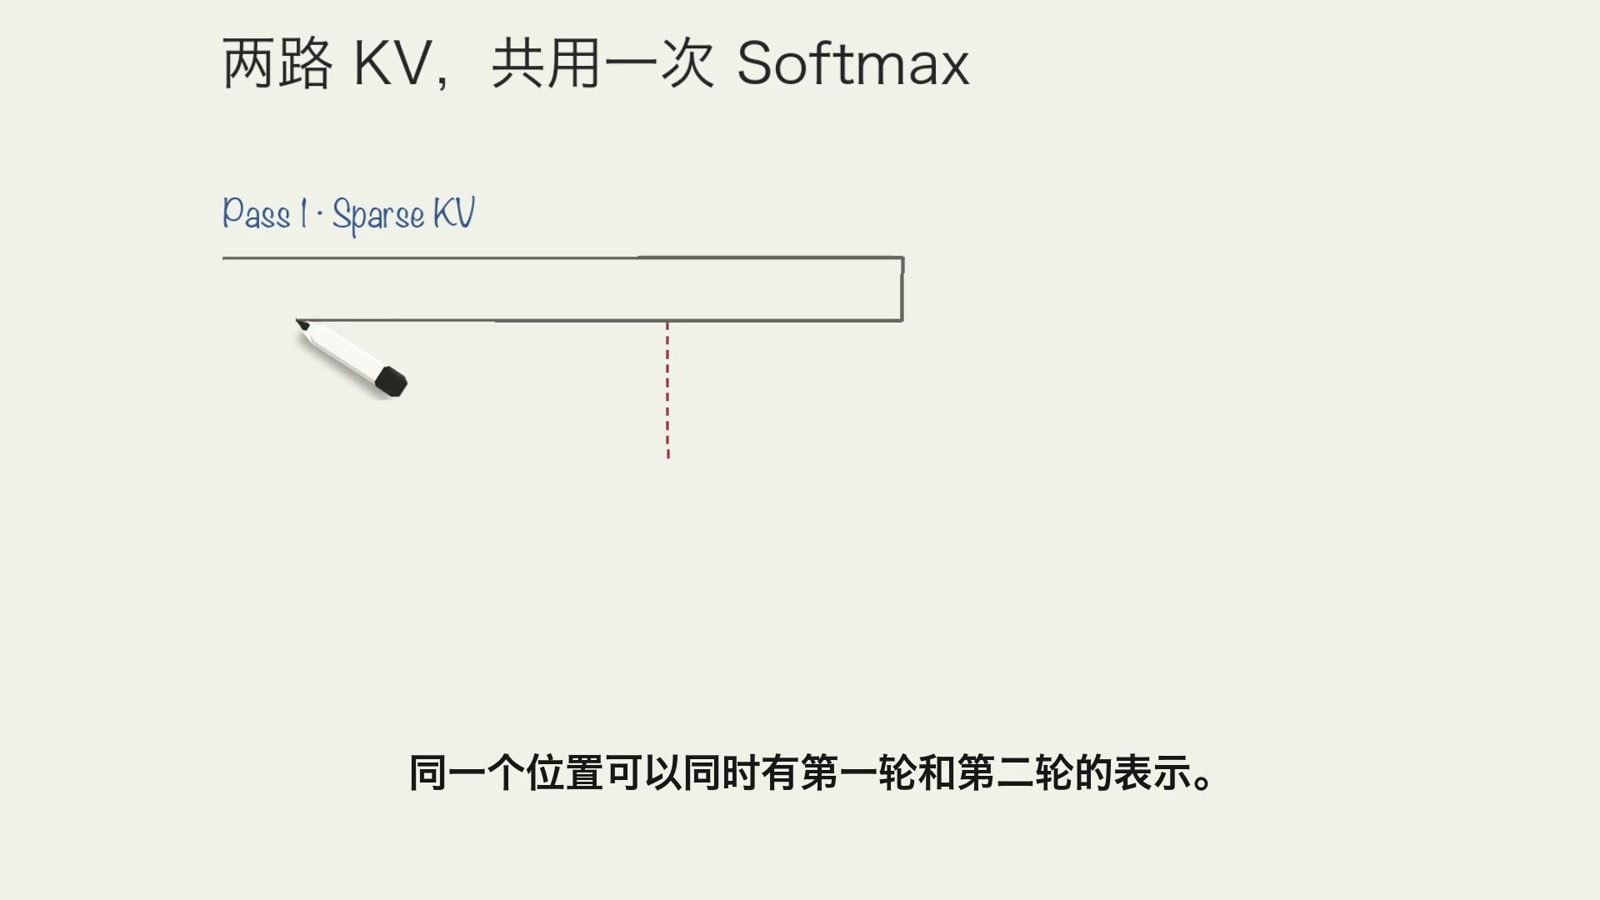 两路 KV，共用一次 Softmax
Pass 1 · Sparse KV
同一个位置可以同时有第一轮和第二轮的表示。